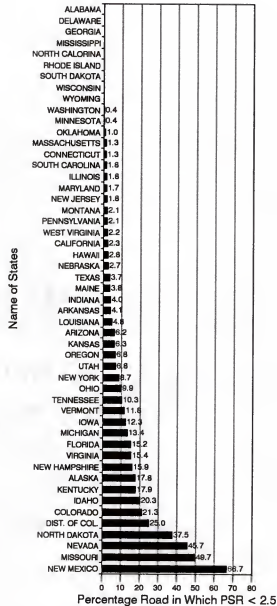 ALABAMA
DELAWARE
GEORGIA
MISSISSIPPI
NORTH CALORINA
RHODE ISLAND
SOUTH DAKOTA
WISCONSIN
WYOMING
WASHINGTON 0.4
MINNESOTA 0.4
OKLAHOMA 1.0
MASSACHUSETTS 1.3
CONNECTICUT 1.3
SOUTH CAROLINA 1.8
ILLINOIS 1.8
MARYLAND 1.7
NEW JERSEY 1.8
MONTANA 2.1
PENNSYLVANIA 2.1
WEST VIRGINIA 2.2
CALIFORNIA 2.3
HAWAII 2.8
NEBRASKA 2.7
TEXAS 3.7
MAINE 3.8
INDIANA 4.0
ARKANSAS 4.1
LOUISIANA 4.8
ARIZONA 6.2
KANSAS 6.3
OREGON 6.8
UTAH 6.8
NEW YORK 8.7
OHIO 9.9
TENNESSEE 10.3
VERMONT 11.8
IOWA 12.3
MICHIGAN 13.4
FLORIDA 15.2
VIRGINIA 15.4
NEW HAMPSHIRE 15.9
ALASKA 17.8
KENTUCKY 17.9
IDAHO 20.3
COLORADO 21.3
DIST. OF COL. 25.0
NORTH DAKOTA 37.5
NEVADA 45.7
MISSOURI 49.7
NEW MEXICO 66.7
0 10 20 30 40 50 60 70 80
Percentage Road in Which PSR < 2.5
Name of States